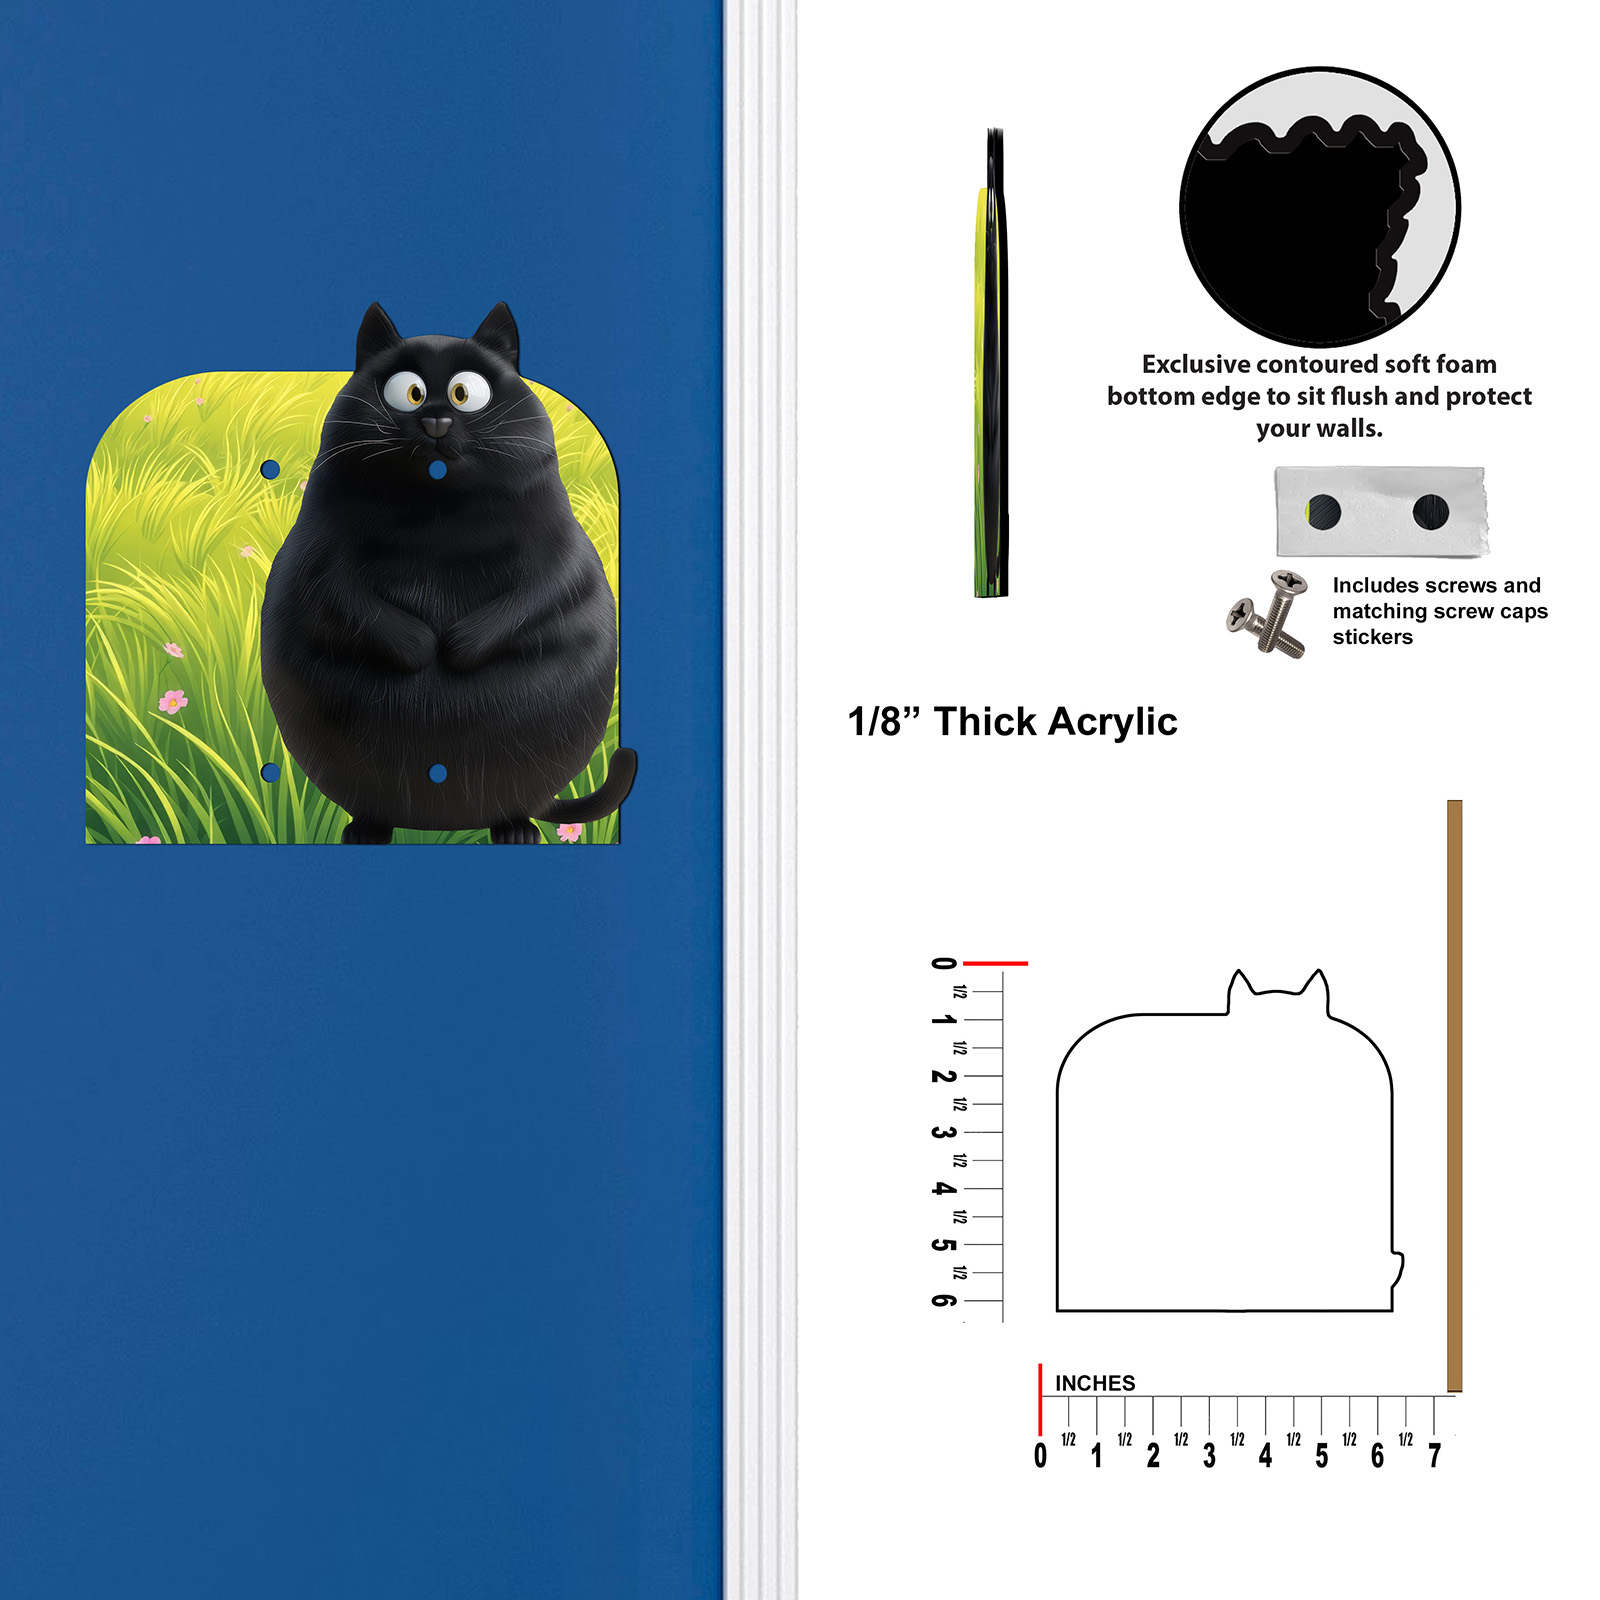 Exclusive contoured soft foam
bottom edge to sit flush and protect
your walls.
Includes screws and
matching screw caps
stickers
1/8” Thick Acrylic
0
1/2
1
1/2
2
1/2
3
1/2
4
1/2
5
1/2
6
INCHES
1/2 1/2 1/2 1/2 1/2 1/2 1/2
0 1 2 3 4 5 6 7